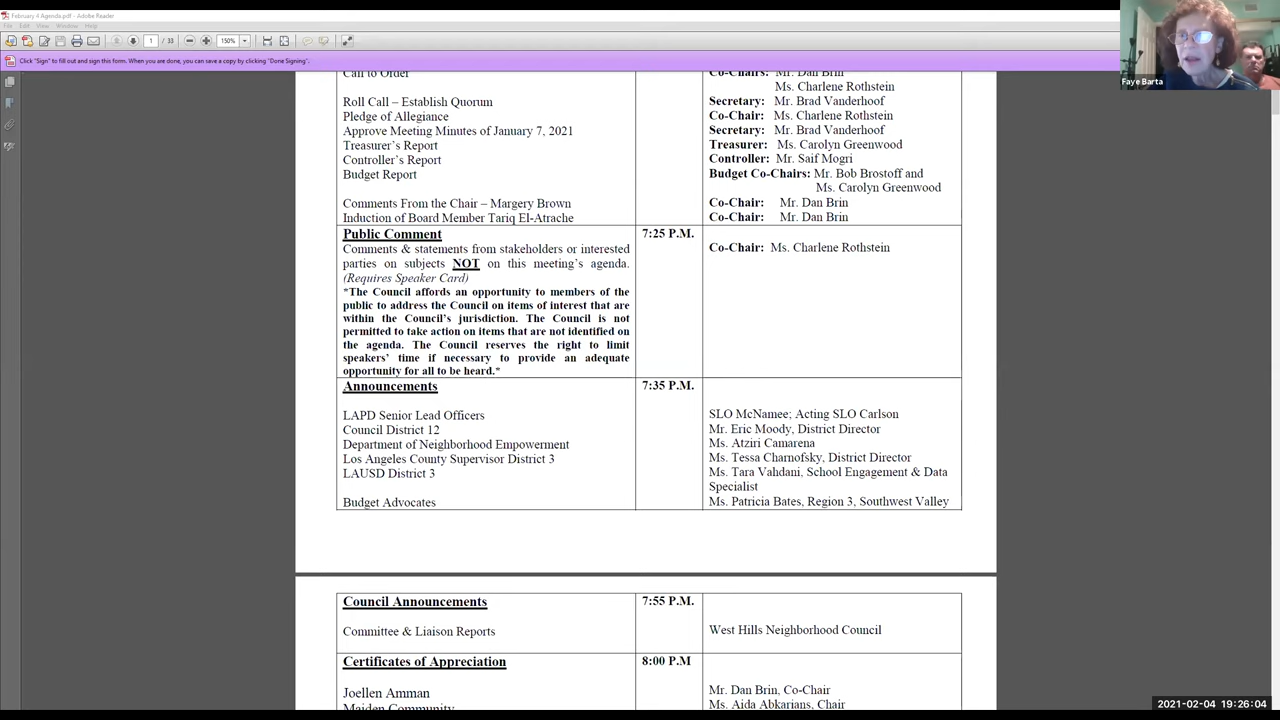 February 4 Agenda.pdf - Adobe Reader
File Edit View Window Help
1 / 33 150%
Click "Sign" to fill out and sign this form. When you are done, you can save a copy by clicking "Done Signing".
Faye Barta
Call to Order
Co-Chairs: Mr. Dan Brin
Ms. Charlene Rothstein
Roll Call – Establish Quorum
Secretary: Mr. Brad Vanderhoof
Pledge of Allegiance
Co-Chair: Ms. Charlene Rothstein
Approve Meeting Minutes of January 7, 2021
Secretary: Mr. Brad Vanderhoof
Treasurer's Report
Treasurer: Ms. Carolyn Greenwood
Controller's Report
Controller: Mr. Saif Mogri
Budget Report
Budget Co-Chairs: Mr. Bob Brostoff and
Ms. Carolyn Greenwood
Comments From the Chair – Margery Brown
Co-Chair: Mr. Dan Brin
Induction of Board Member Tariq El-Atrache
Co-Chair: Mr. Dan Brin
Public Comment
7:25 P.M.
Comments & statements from stakeholders or interested
parties on subjects NOT on this meeting's agenda.
(Requires Speaker Card)
*The Council affords an opportunity to members of the
public to address the Council on items of interest that are
within the Council's jurisdiction. The Council is not
permitted to take action on items that are not identified on
the agenda. The Council reserves the right to limit
speakers' time if necessary to provide an adequate
opportunity for all to be heard.*
Co-Chair: Ms. Charlene Rothstein
Announcements
7:35 P.M.
LAPD Senior Lead Officers
SLO McNamee; Acting SLO Carlson
Council District 12
Mr. Eric Moody, District Director
Department of Neighborhood Empowerment
Ms. Atziri Camarena
Los Angeles County Supervisor District 3
Ms. Tessa Charnofsky, District Director
LAUSD District 3
Ms. Tara Vahdani, School Engagement & Data
Specialist
Budget Advocates
Ms. Patricia Bates, Region 3, Southwest Valley
Council Announcements
7:55 P.M.
Committee & Liaison Reports
West Hills Neighborhood Council
Certificates of Appreciation
8:00 P.M
Joellen Amman
Mr. Dan Brin, Co-Chair
Maiden Community
Ms. Aida Abkarians, Chair
2021-02-04 19:26:04